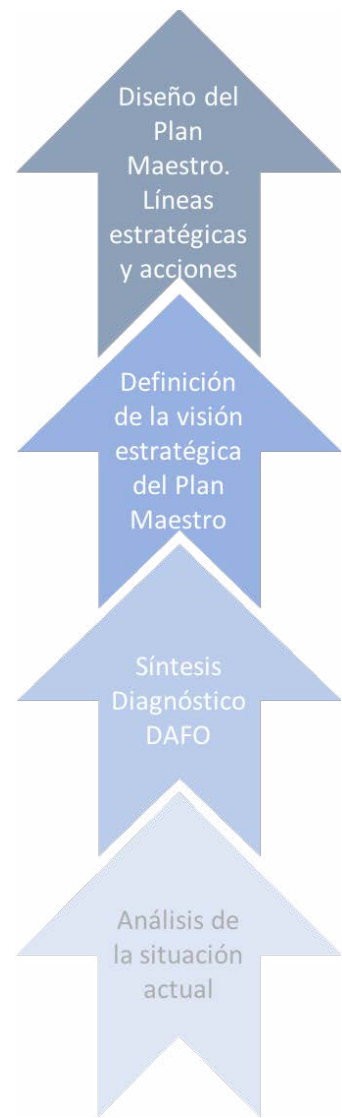 Diseño del
Plan
Maestro.
Líneas
estratégicas
y acciones
Definición
de la visión
estratégica
del Plan
Maestro
Síntesis
Diagnóstico
DAFO
Análisis de
la situación
actual